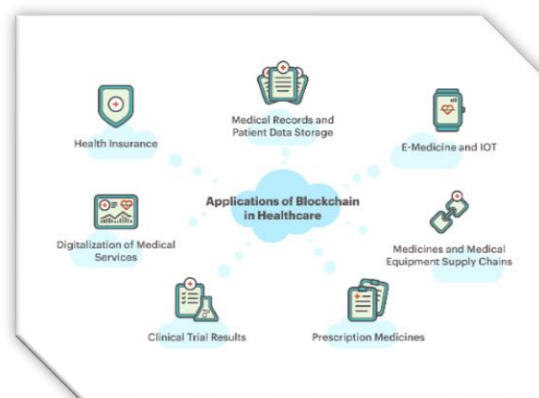 Medical Records and
Patient Data Storage
Health Insurance
E-Medicine and IOT
Applications of Blockchain
in Healthcare
Digitalization of Medical
Services
Medicines and Medical
Equipment Supply Chains
Clinical Trial Results
Prescription Medicines